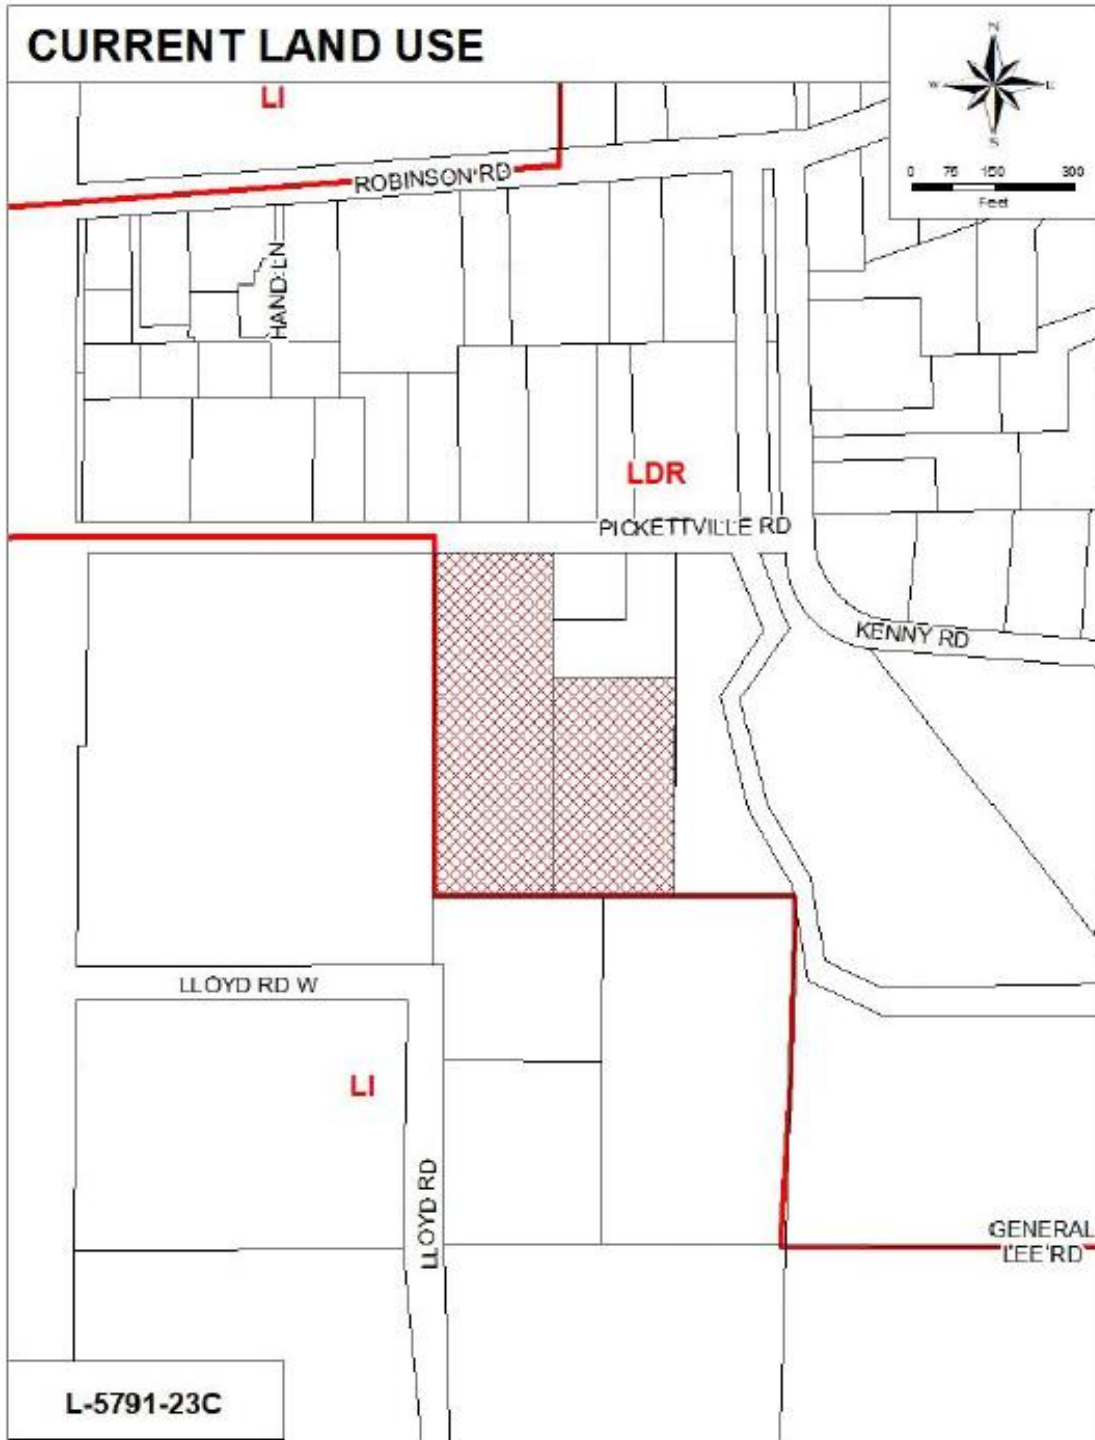 CURRENT LAND USE
N
W E
S
0 75 150 300
Feet
LI
ROBINSON RD
HAND LN
LDR
PICKETTVILLE RD
KENNY RD
LLOYD RD W
LI
LLOYD RD
GENERAL
LEE RD
L-5791-23C